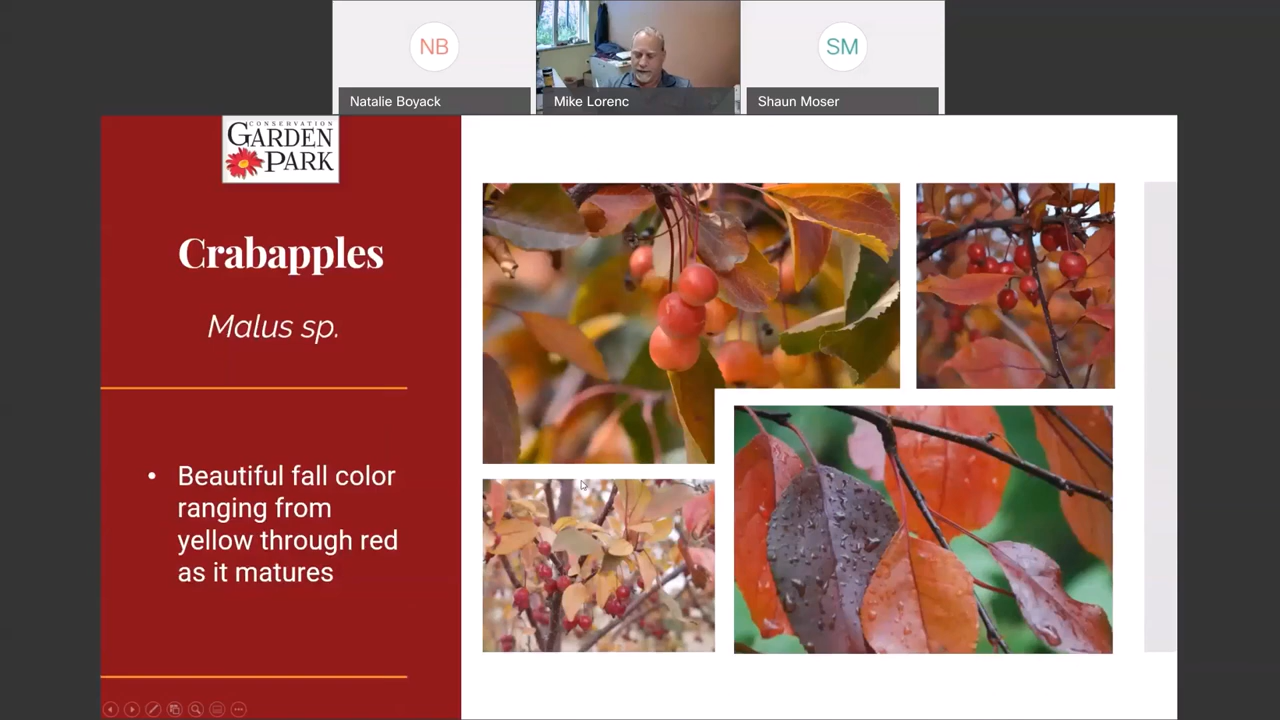 NB
SM
Natalie Boyack
Mike Lorenc
Shaun Moser
CONSERVATION
GARDEN
PARK
Crabapples
Malus sp.
• Beautiful fall color
ranging from
yellow through red
as it matures